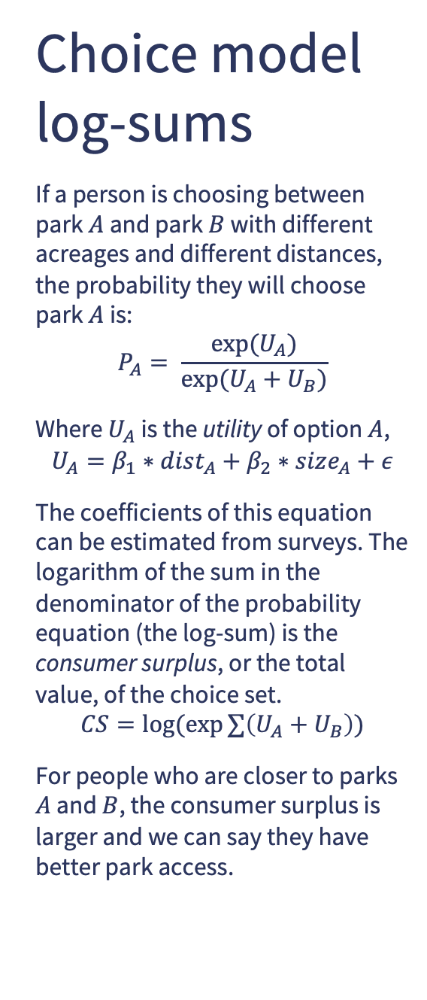 Choice model
log-sums
If a person is choosing between
park A and park B with different
acreages and different distances,
the probability they will choose
park A is:
P_A = exp(U_A) / exp(U_A + U_B)
Where U_A is the utility of option A,
U_A = β_1 * dist_A + β_2 * size_A + ϵ
The coefficients of this equation
can be estimated from surveys. The
logarithm of the sum in the
denominator of the probability
equation (the log-sum) is the
consumer surplus, or the total
value, of the choice set.
CS = log(exp ∑(U_A + U_B))
For people who are closer to parks
A and B, the consumer surplus is
larger and we can say they have
better park access.